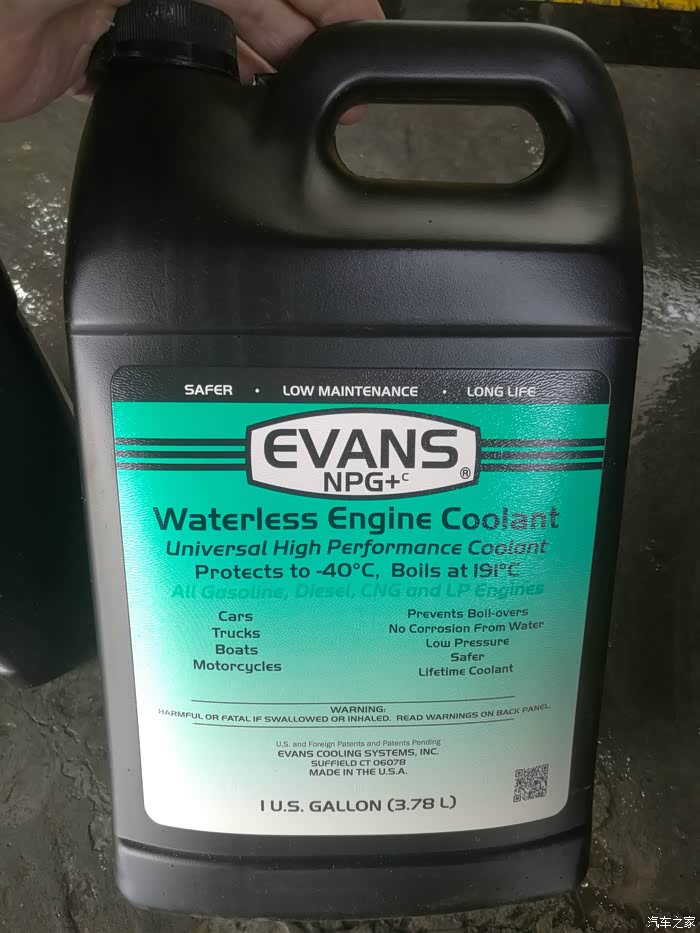 SAFER • LOW MAINTENANCE • LONG LIFE
EVANS®
NPG+ᶜ
Waterless Engine Coolant
Universal High Performance Coolant
Protects to -40°C, Boils at 191°C
All Gasoline, Diesel, CNG and LP Engines
Cars
Trucks
Boats
Motorcycles
Prevents Boil-overs
No Corrosion From Water
Low Pressure
Safer
Lifetime Coolant
WARNING:
HARMFUL OR FATAL IF SWALLOWED OR INHALED. READ WARNINGS ON BACK PANEL
U.S. and Foreign Patents and Patents Pending
EVANS COOLING SYSTEMS, INC.
SUFFIELD CT 06078
MADE IN THE U.S.A.
1 U.S. GALLON (3.78 L)
汽车之家